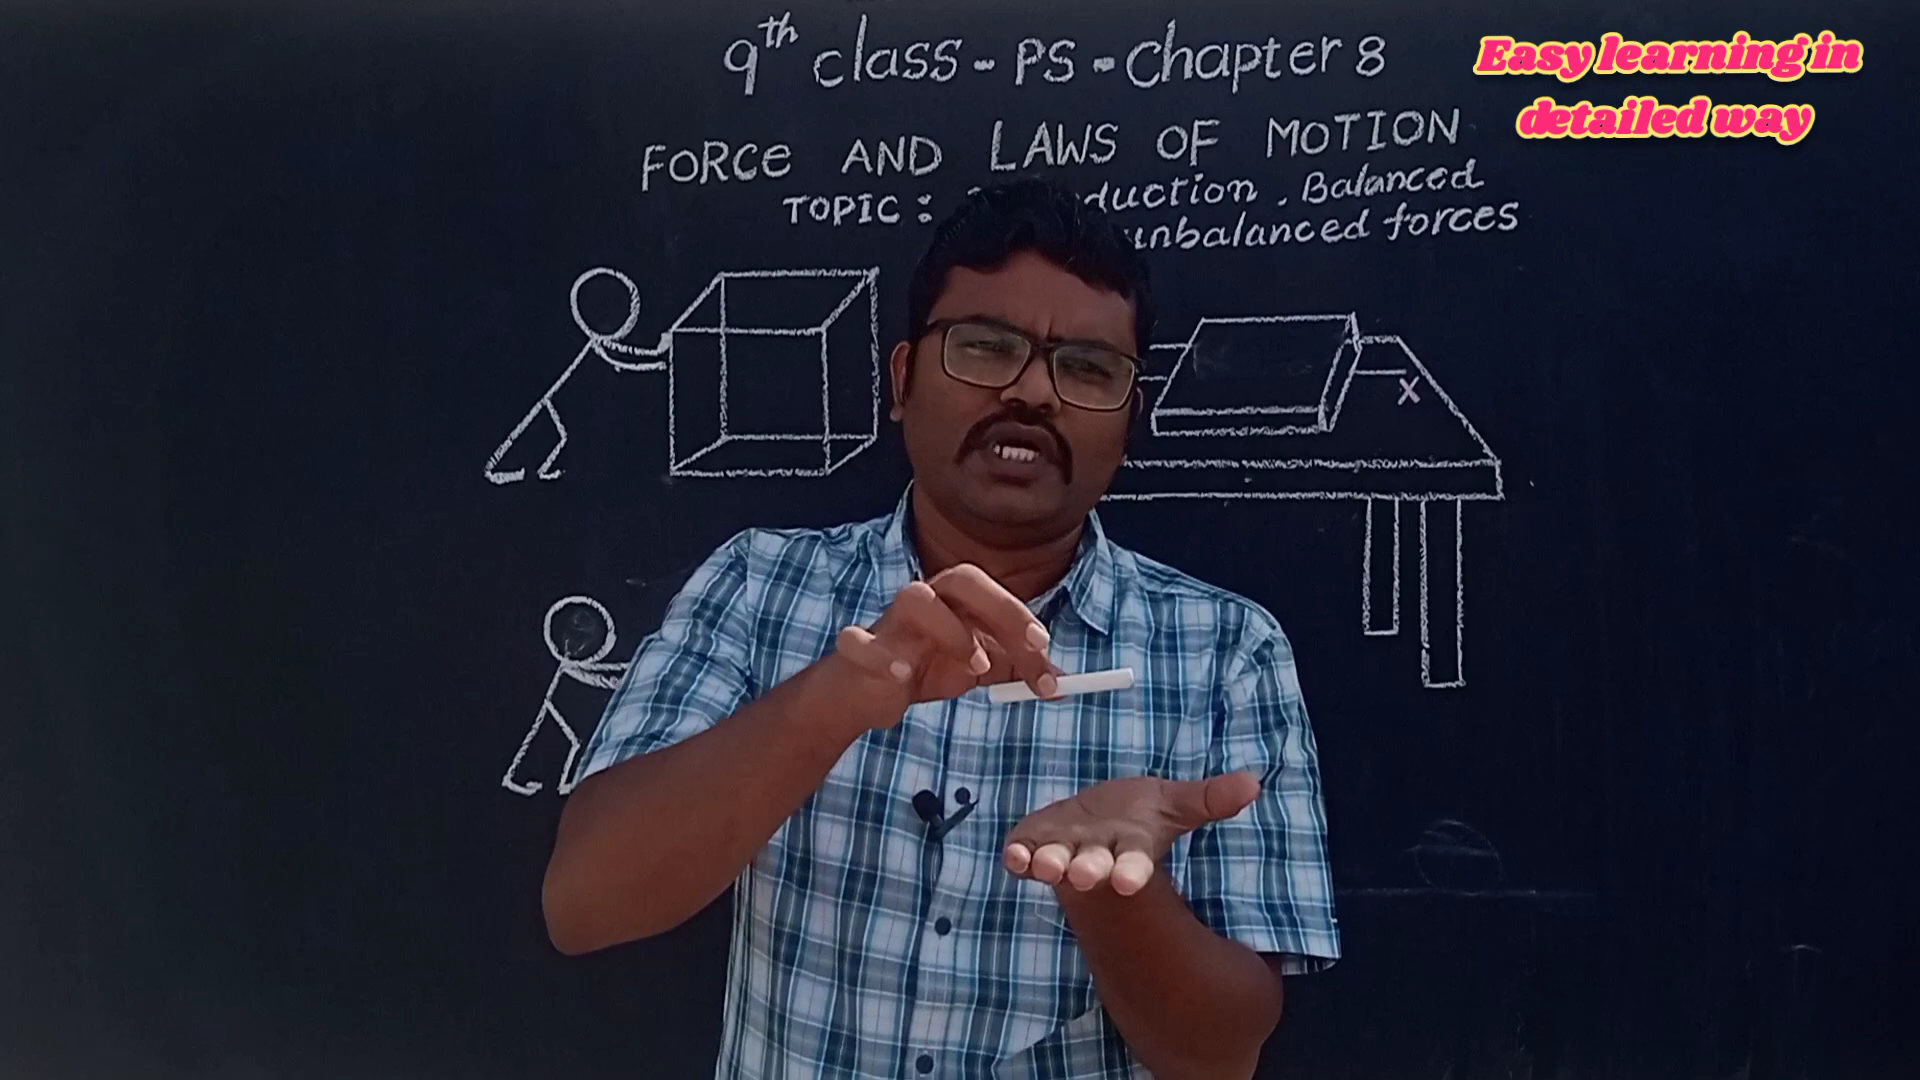 9th class - PS - Chapter 8
Easy learning in
detailed way
FORCE AND LAWS OF MOTION
TOPIC : duction , Balanced
unbalanced forces
X